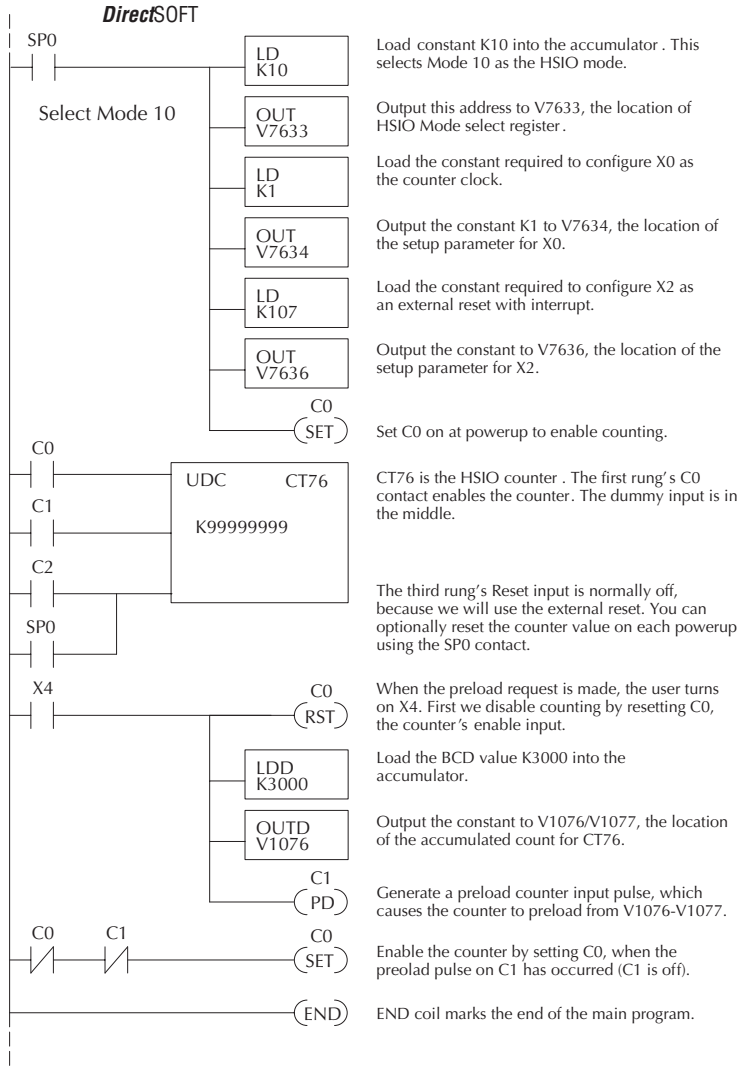 DirectSOFT
SP0
LD
K10
Load constant K10 into the accumulator . This
selects Mode 10 as the HSIO mode.
Select Mode 10
OUT
V7633
Output this address to V7633, the location of
HSIO Mode select register .
LD
K1
Load the constant required to configure X0 as
the counter clock.
OUT
V7634
Output the constant K1 to V7634, the location of
the setup parameter for X0.
LD
K107
Load the constant required to configure X2 as
an external reset with interrupt.
OUT
V7636
Output the constant to V7636, the location of the
setup parameter for X2.
C0
SET
Set C0 on at powerup to enable counting.
C0
UDC CT76
CT76 is the HSIO counter . The first rung's C0
contact enables the counter. The dummy input is in
the middle.
C1
K99999999
C2
The third rung's Reset input is normally off,
because we will use the external reset. You can
optionally reset the counter value on each powerup
using the SP0 contact.
SP0
X4
C0
RST
When the preload request is made, the user turns
on X4. First we disable counting by resetting C0,
the counter's enable input.
LDD
K3000
Load the BCD value K3000 into the
accumulator.
OUTD
V1076
Output the constant to V1076/V1077, the location
of the accumulated count for CT76.
C1
PD
Generate a preload counter input pulse, which
causes the counter to preload from V1076-V1077.
C0 C1 C0
SET
Enable the counter by setting C0, when the
preolad pulse on C1 has occurred (C1 is off).
END
END coil marks the end of the main program.